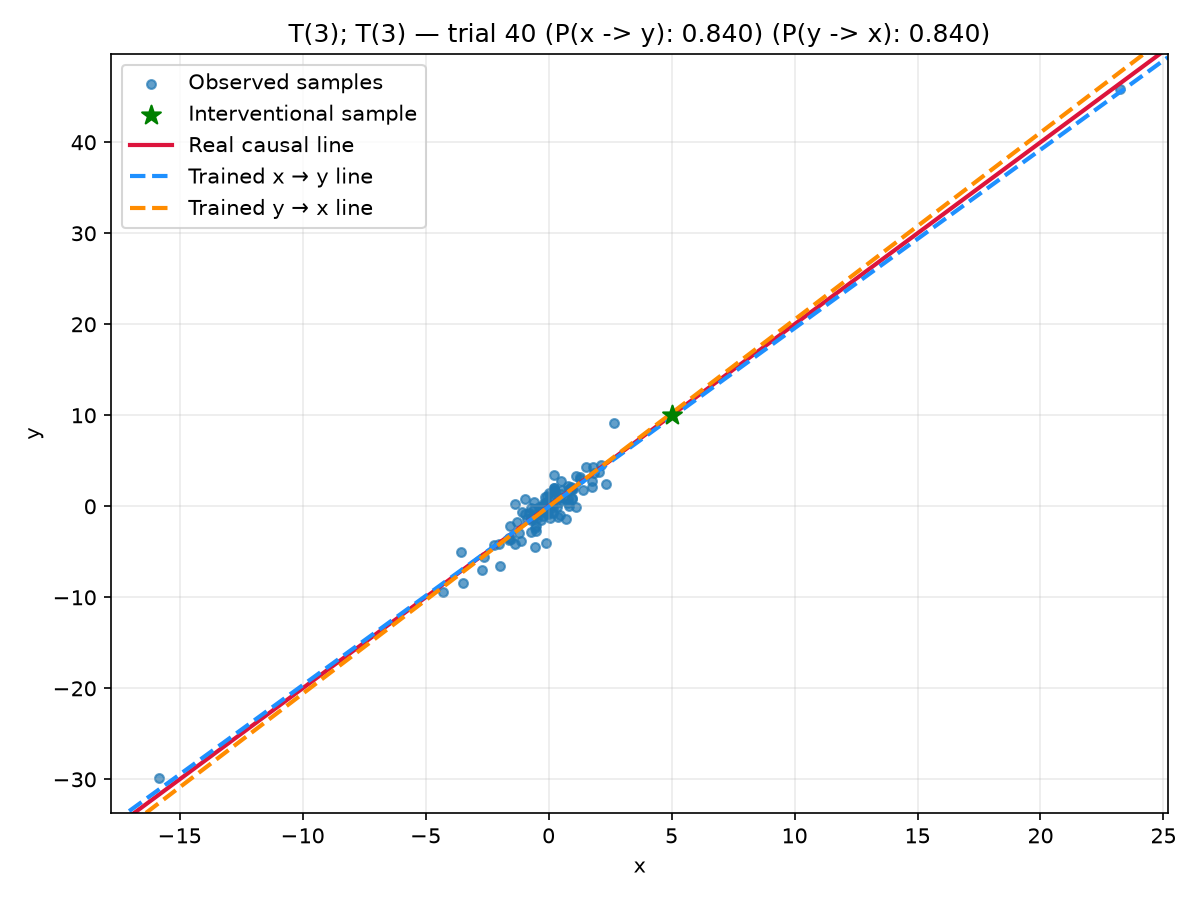 T(3); T(3) — trial 40 (P(x -> y): 0.840) (P(y -> x): 0.840)
Observed samples
Interventional sample
Real causal line
Trained x → y line
Trained y → x line
40
30
20
10
0
−10
−20
−30
y
−15
−10
−5
0
5
10
15
20
25
x